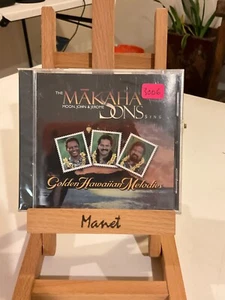 THE
MAKAHA
MOON, JOHN & JEROME
SONS
Golden Hawaiian Melodies
Manet